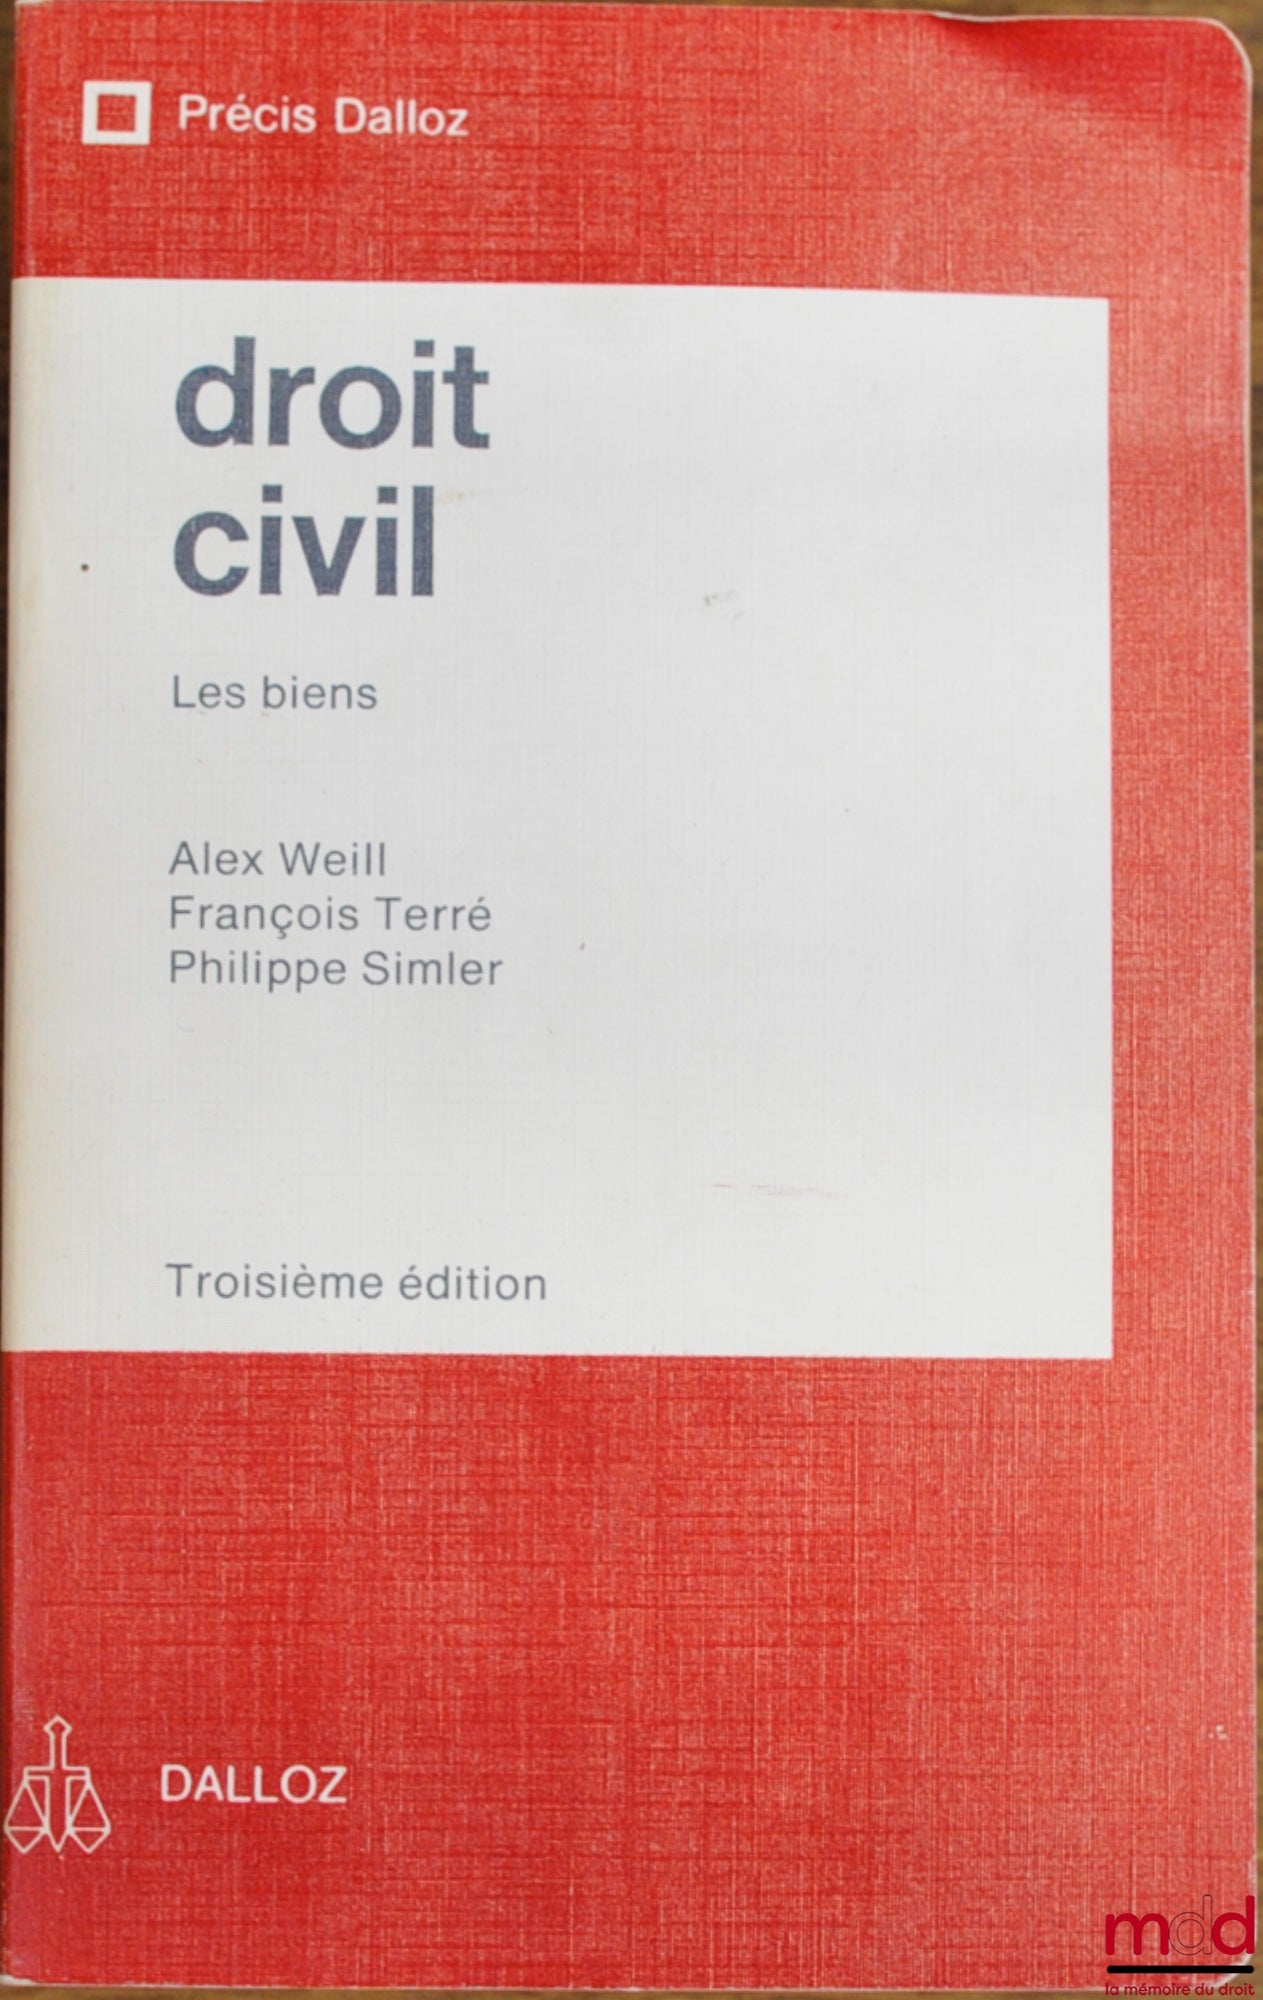 Précis Dalloz
droit
civil
Les biens
Alex Weill
François Terré
Philippe Simler
Troisième édition
DALLOZ
mdd
la mémoire du droit